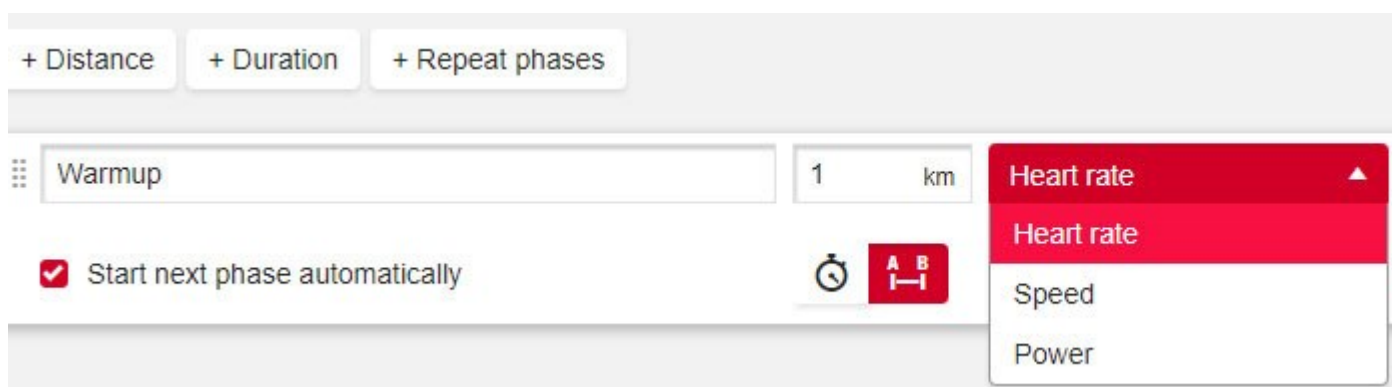 + Distance + Duration + Repeat phases
Warmup 1 km Heart rate
Heart rate
Start next phase automatically A B
Speed
Power